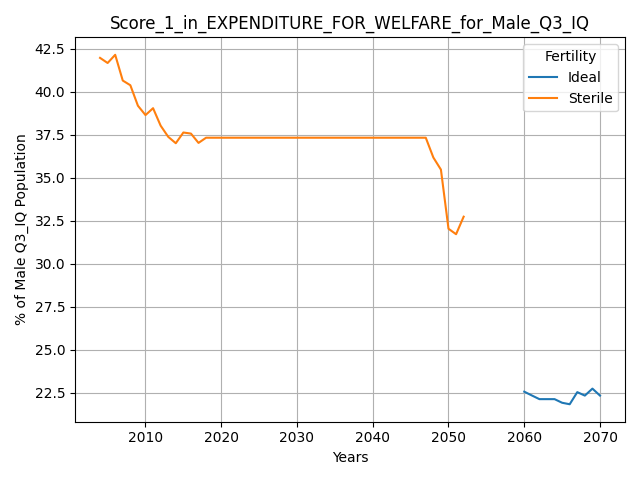 Score_1_in_EXPENDITURE_FOR_WELFARE_for_Male_Q3_IQ
% of Male Q3_IQ Population
42.5
40.0
37.5
35.0
32.5
30.0
27.5
25.0
22.5
Fertility
Ideal
Sterile
2010
2020
2030
2040
2050
2060
2070
Years